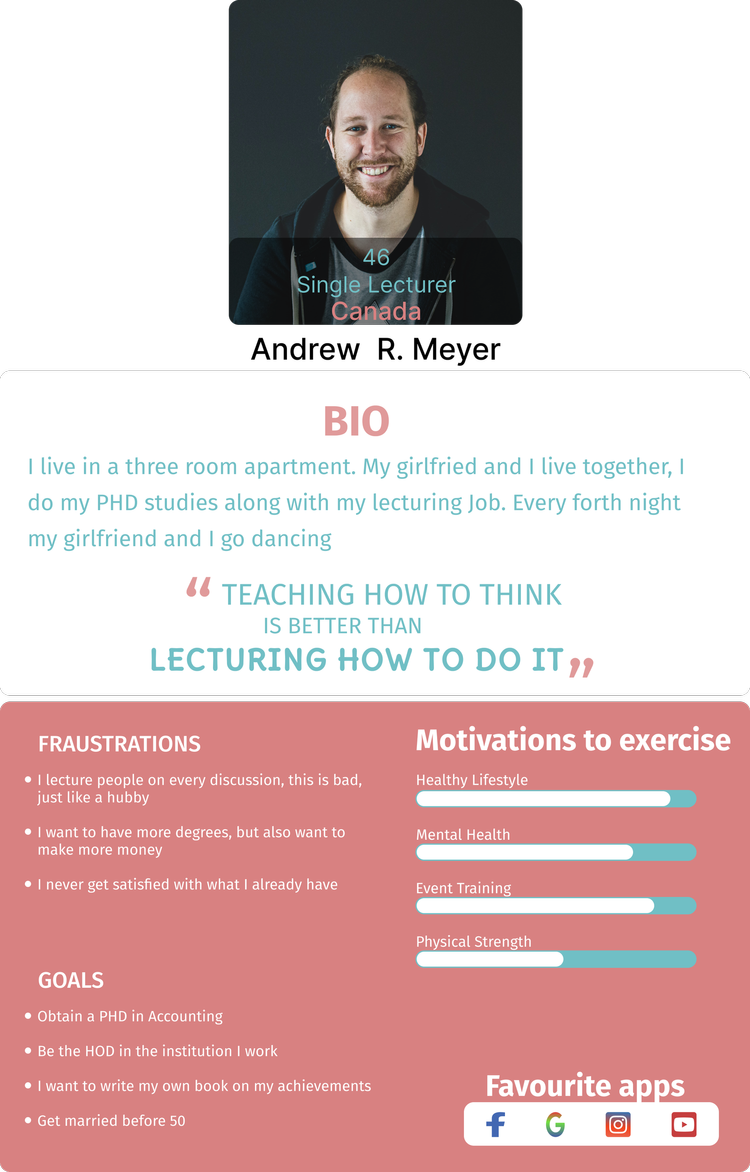 46
Single Lecturer
Canada
Andrew R. Meyer
BIO
I live in a three room apartment. My girlfried and I live together, I
do my PHD studies along with my lecturing Job. Every forth night
my girlfriend and I go dancing
“ TEACHING HOW TO THINK
IS BETTER THAN
LECTURING HOW TO DO IT ”
FRAUSTRATIONS
• I lecture people on every discussion, this is bad,
just like a hubby
• I want to have more degrees, but also want to
make more money
• I never get satisfied with what I already have
GOALS
• Obtain a PHD in Accounting
• Be the HOD in the institution I work
• I want to write my own book on my achievements
• Get married before 50
Motivations to exercise
Healthy Lifestyle
Mental Health
Event Training
Physical Strength
Favourite apps